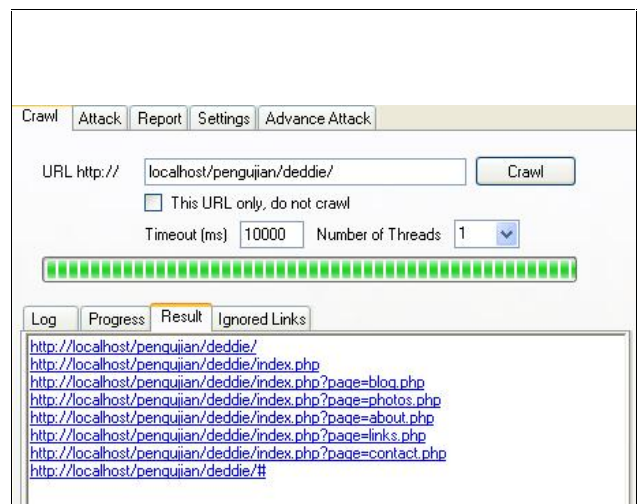 Crawl Attack Report Settings Advance Attack
URL http:// localhost/pengujian/deddie/ Crawl
This URL only, do not crawl
Timeout (ms) 10000 Number of Threads 1
Log Progress Result Ignored Links
http://localhost/pengujian/deddie/
http://localhost/pengujian/deddie/index.php
http://localhost/pengujian/deddie/index.php?page=blog.php
http://localhost/pengujian/deddie/index.php?page=photos.php
http://localhost/pengujian/deddie/index.php?page=about.php
http://localhost/pengujian/deddie/index.php?page=links.php
http://localhost/pengujian/deddie/index.php?page=contact.php
http://localhost/pengujian/deddie/#